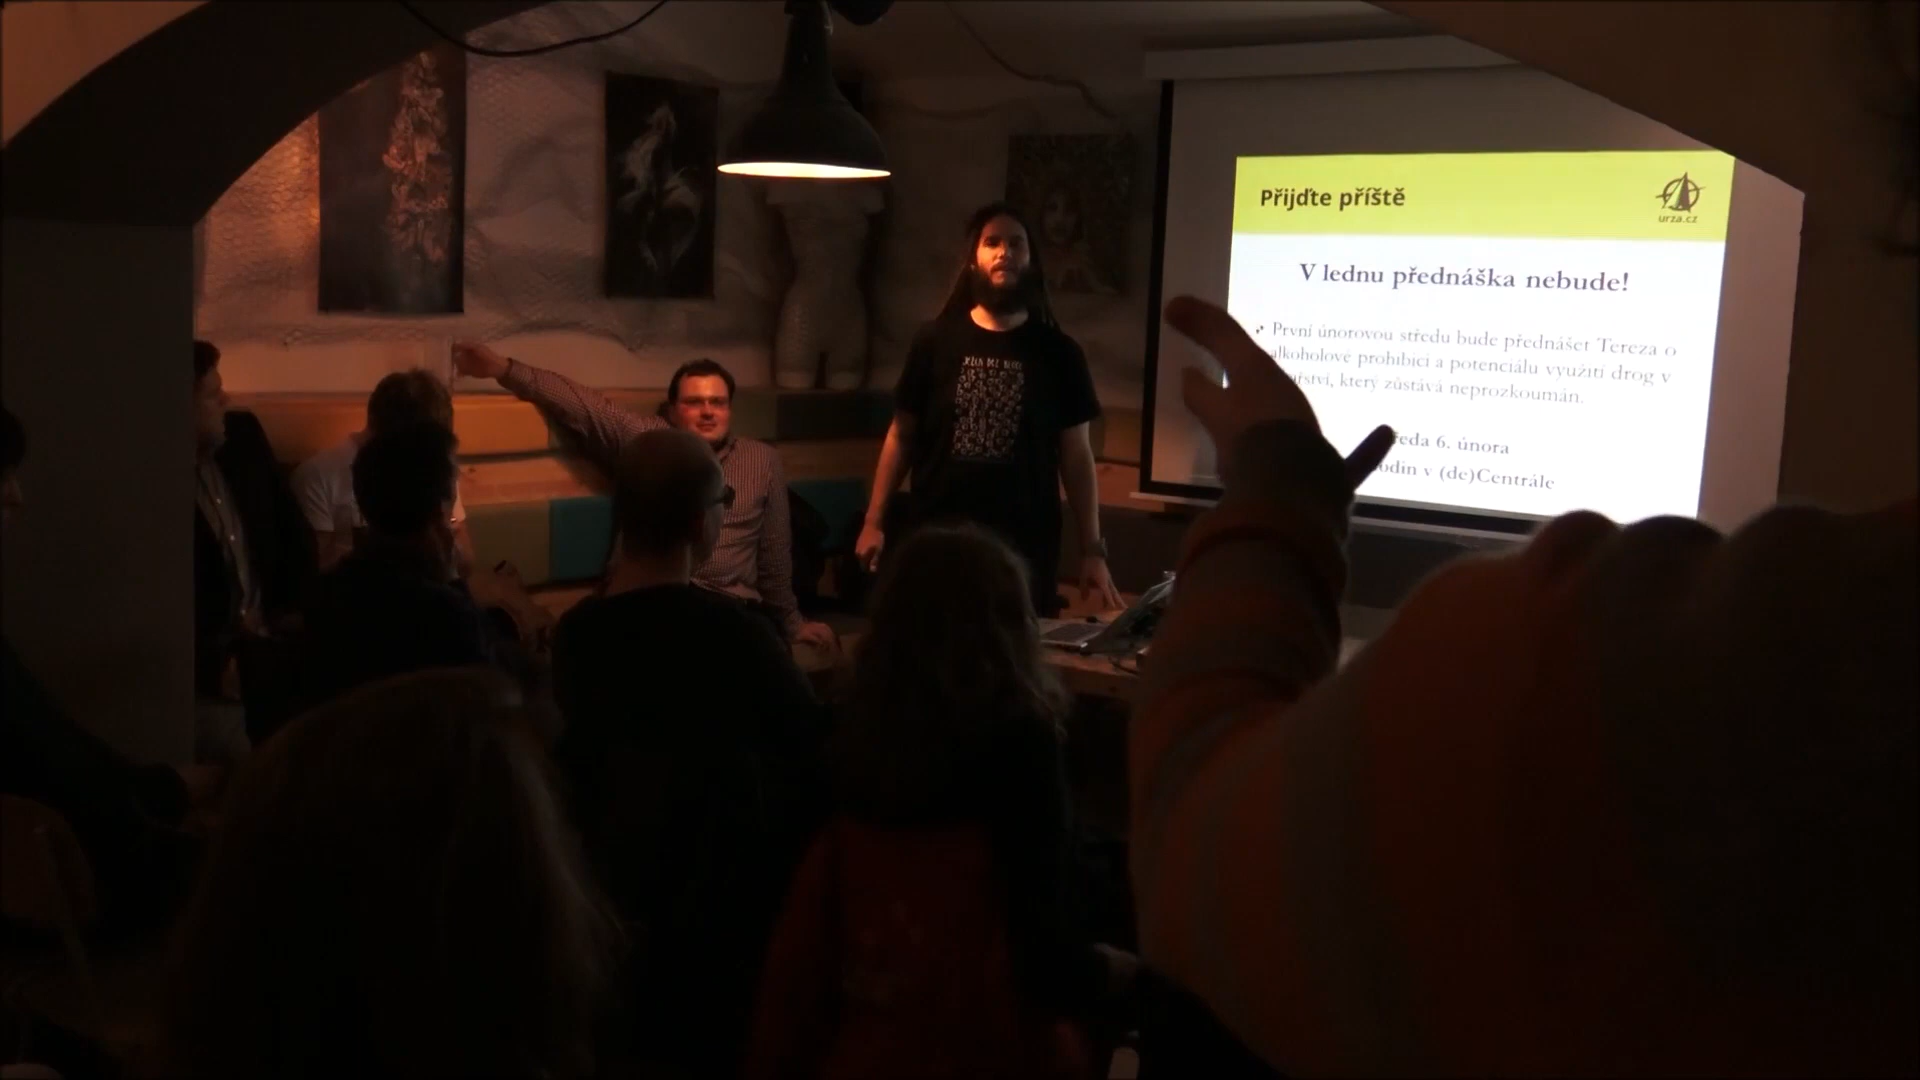 Přijďte příště
urza.cz
V lednu přednáška nebude!
První únorovou středu bude přednášet Tereza o
alkoholové prohibici a potenciálu využití drog v
který zůstává neprozkoumán.
6. února
v (de)Centrále